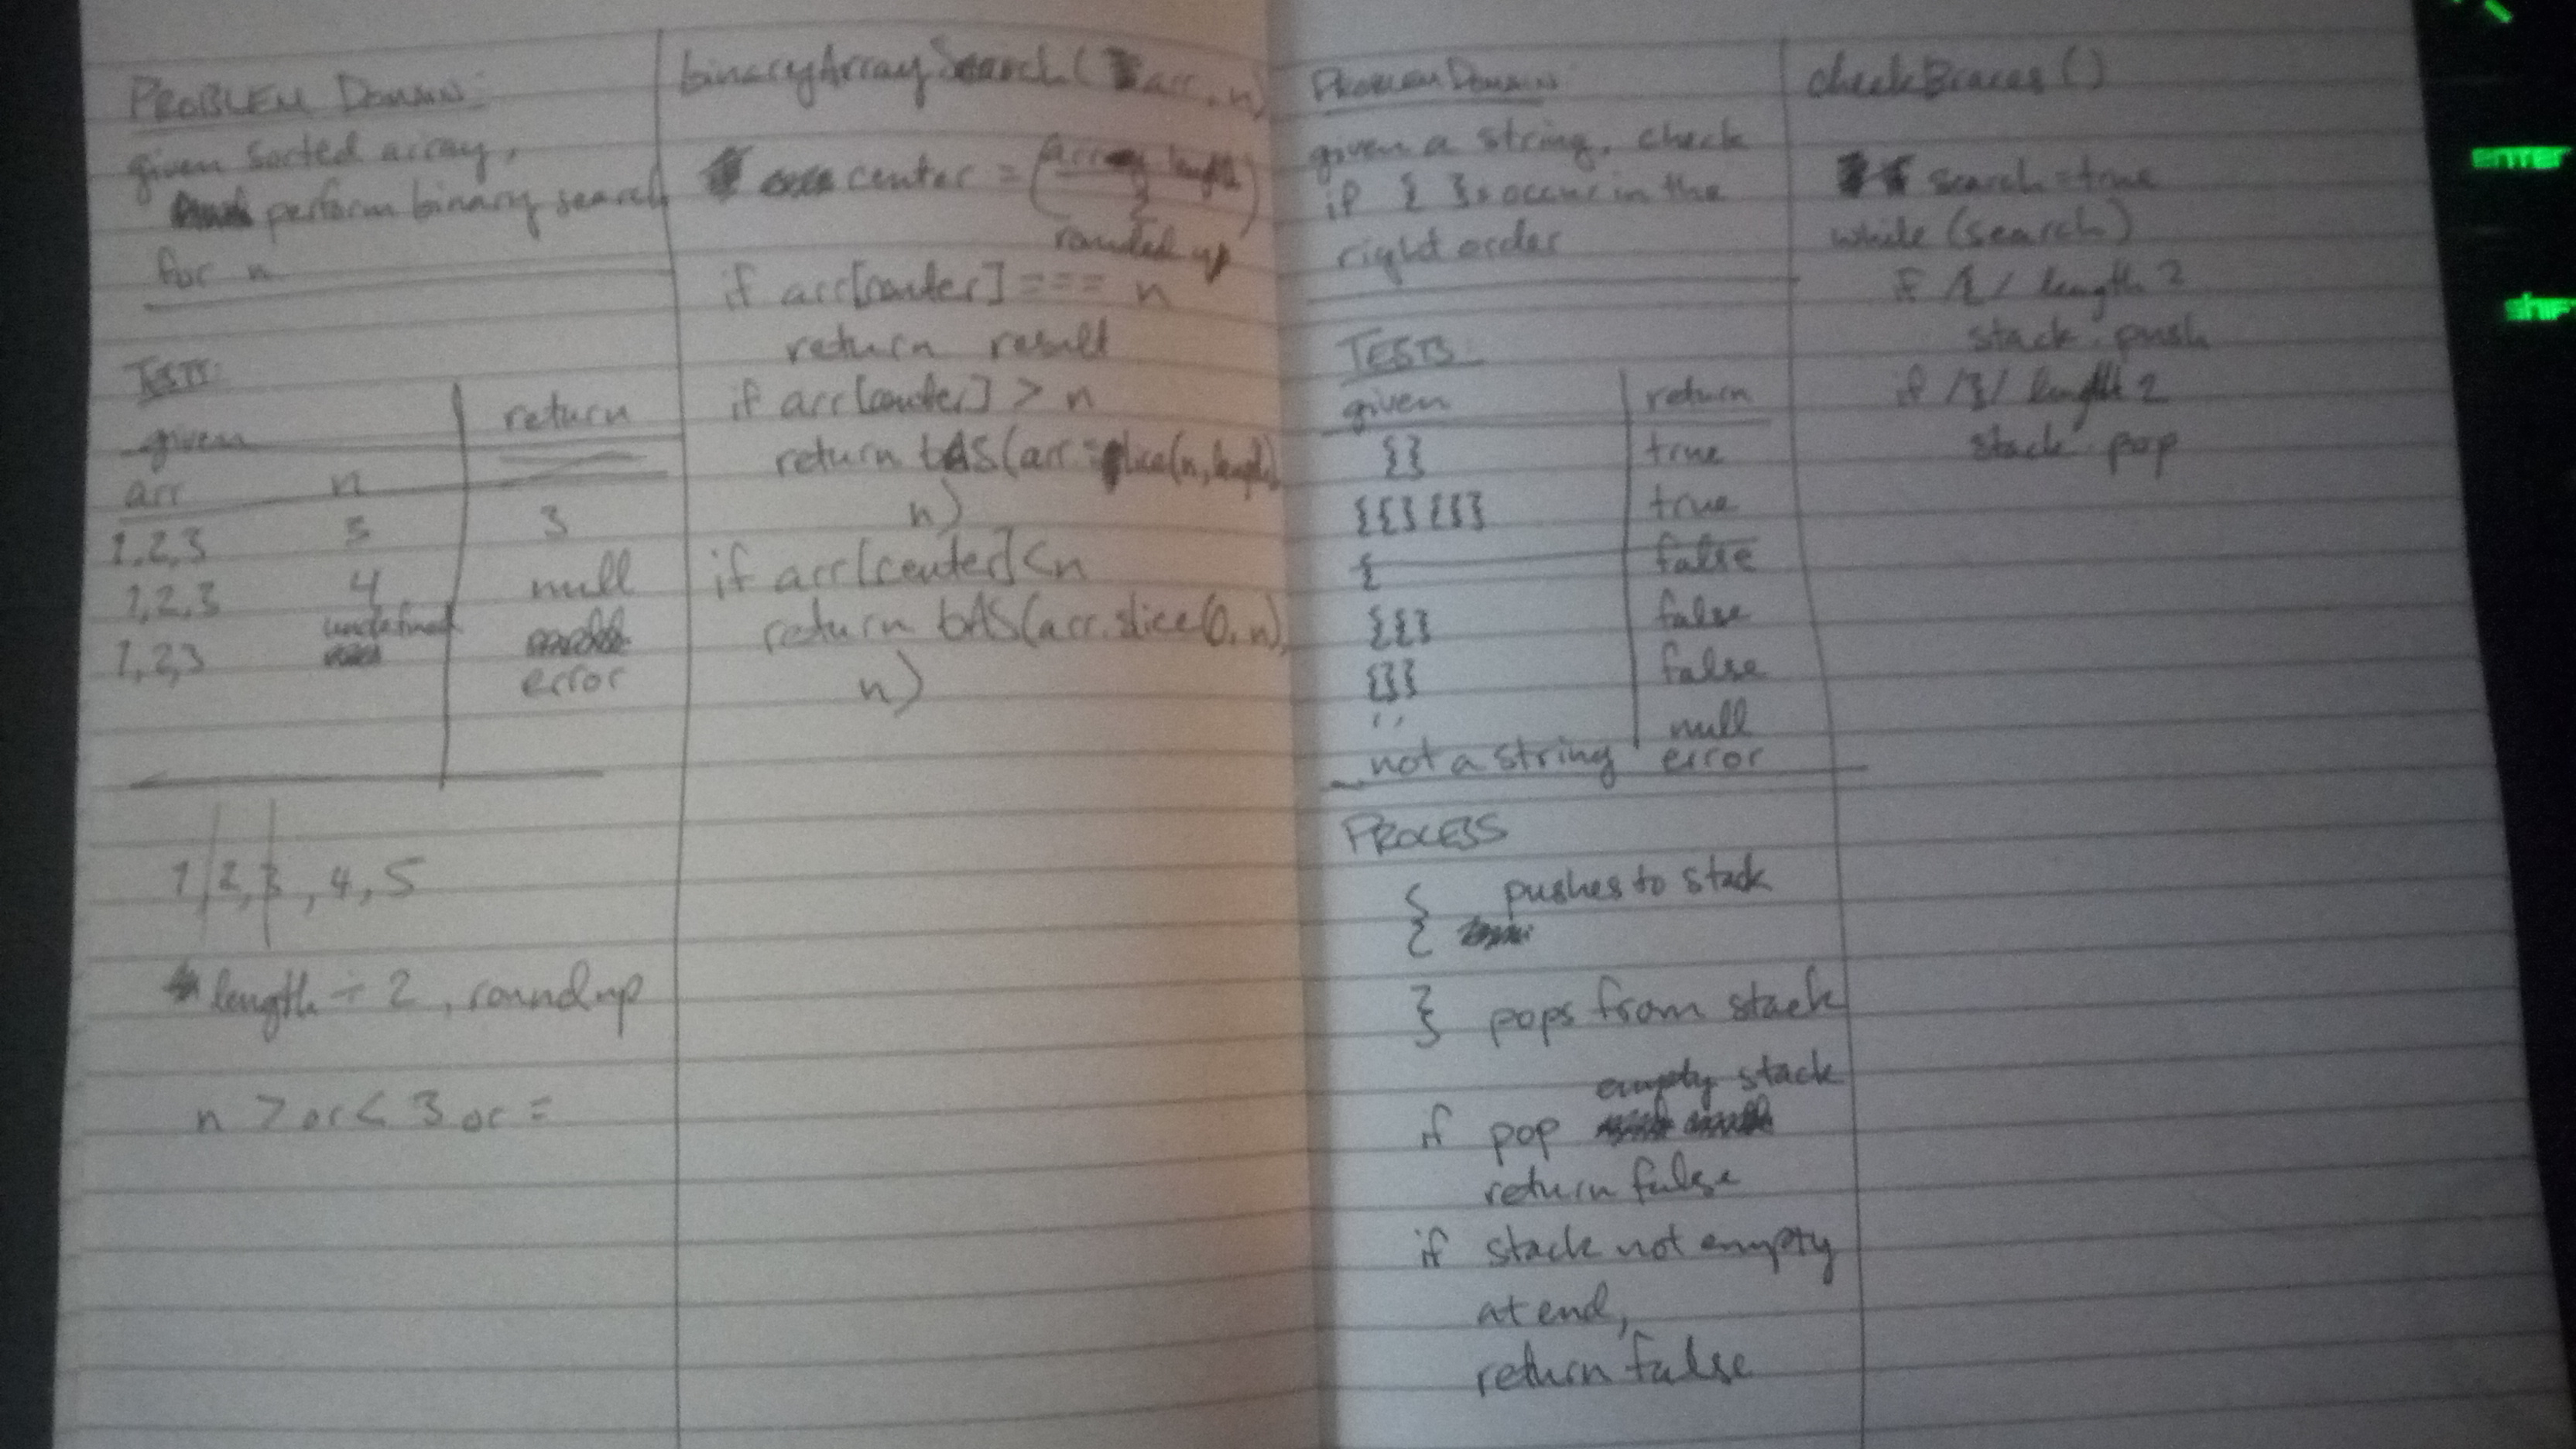 PROBLEM DOMAIN:
given sorted array,
perform binary search
for n
TESTS:
given
return
arr n
1,2,3 3 3
1,2,3 4 null
1,2,3 undefined
error
1, 2, 3, 4, 5
length ÷ 2, round up
n > or < 3 or =
binaryArraySearch(arr, n)
center = (array length
2)
rounded up
if arr[center] === n
return result
if arr[center] > n
return bAS(arr.slice(n, length),
n)
if arr[center] < n
return bAS(arr.slice(0, n),
n)
PROBLEM DOMAIN
given a string, check
if { }s occur in the
right order
TESTS
given return
{} true
{{}{}} true
{ false
{{} false
{}} false
'' null
not a string error
PROCESS
{ pushes to stack
} pops from stack
if pop empty stack
return false
if stack not empty
at end,
return false
checkBraces()
search = true
while (search)
if /{/ length 2
stack.push
if /}/ length 2
stack.pop
enter
shif